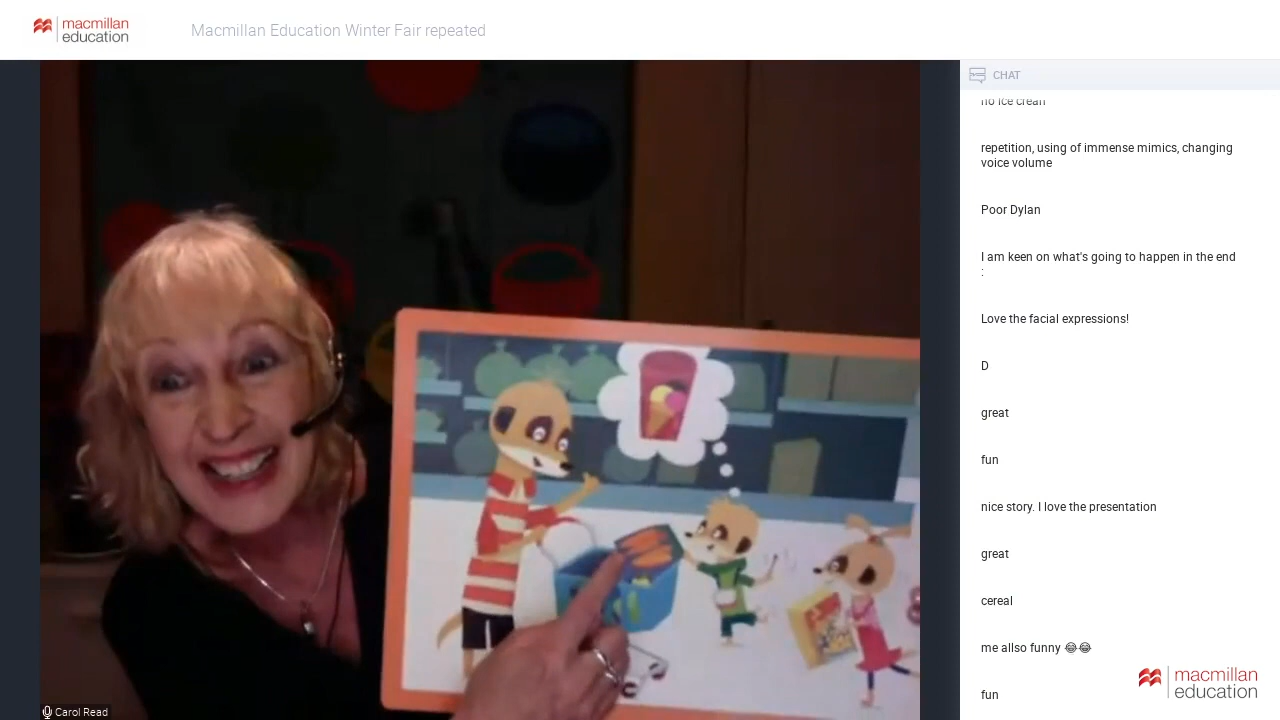 macmillan
education
Macmillan Education Winter Fair repeated
CHAT
no ice crean
repetition, using of immense mimics, changing
voice volume
Poor Dylan
I am keen on what's going to happen in the end
:
Love the facial expressions!
D
great
fun
nice story. I love the presentation
great
cereal
me allso funny 😂😂
fun
macmillan
education
Carol Read